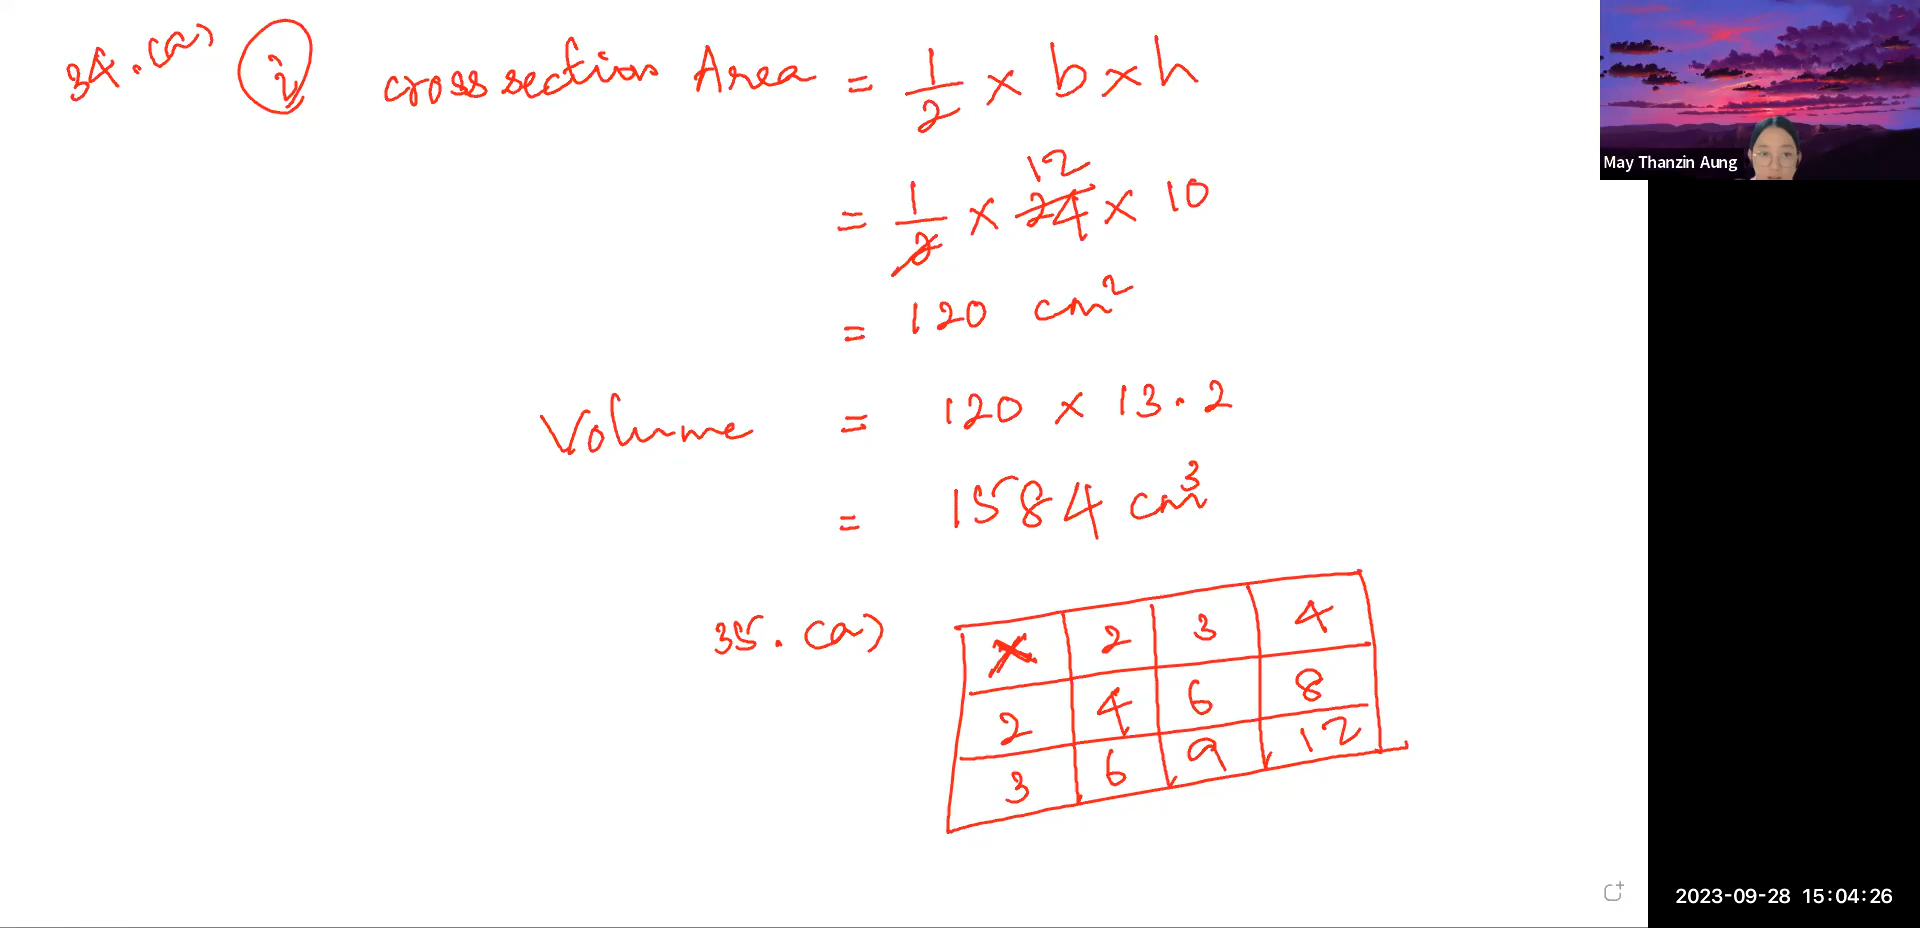 34.(a) i cross section Area = 1/2 × b × h
12
= 1/2 × 24 × 10
= 120 cm²
Volume = 120 × 13.2
= 1584 cm³
35.(a)
× 2 3 4
2 4 6 8
3 6 9 12
May Thanzin Aung
2023-09-28 15:04:26